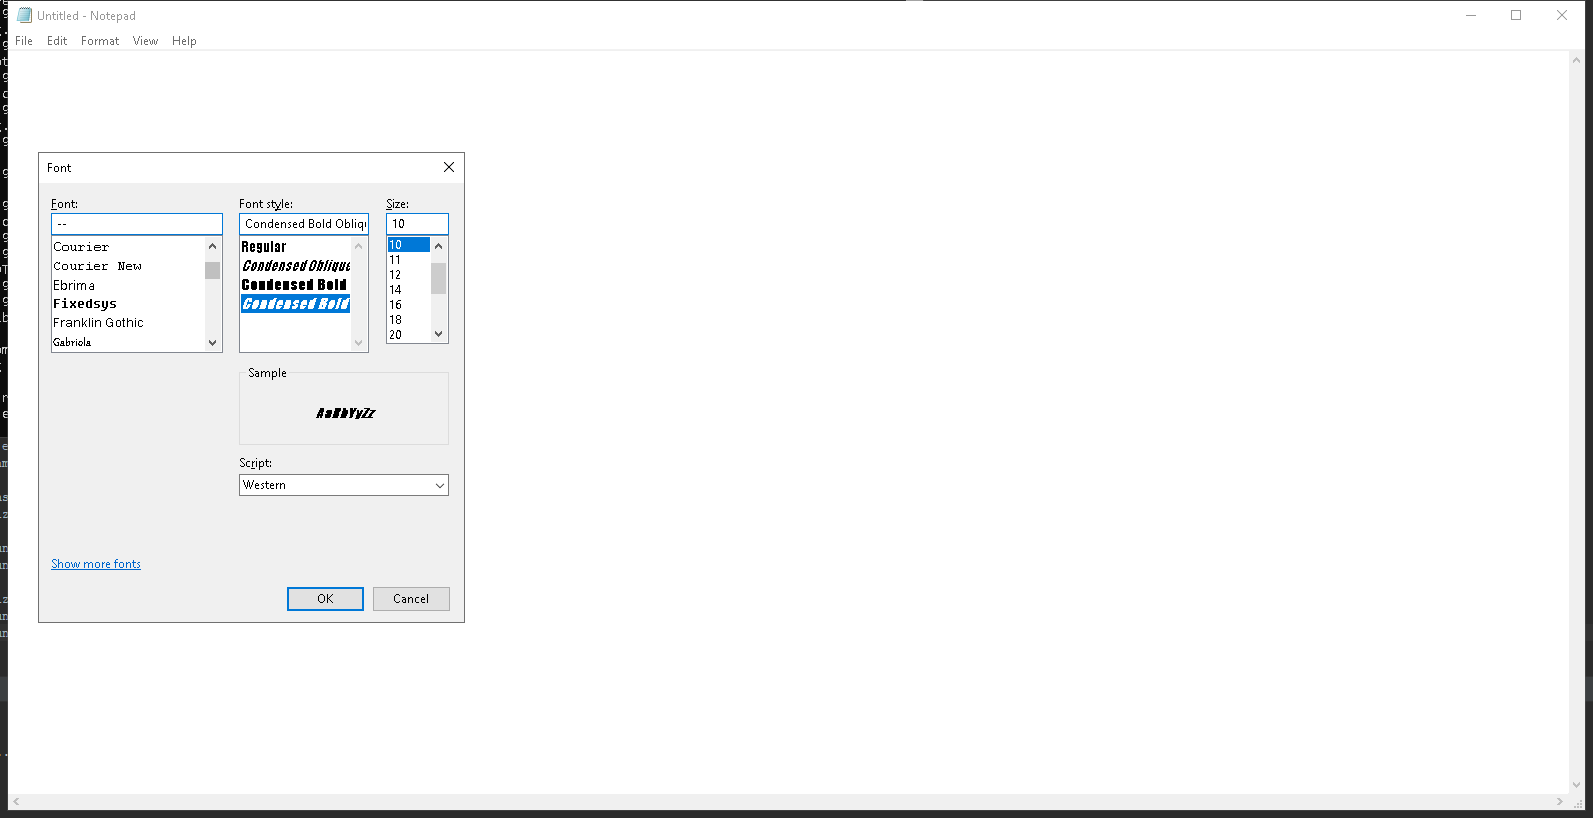 Untitled - Notepad
File Edit Format View Help
Font
Font: Font style: Size:
-- Condensed Bold Obliqu 10
Courier Regular 10
Courier New Condensed Oblique 11
Ebrima Condensed Bold 12
Fixedsys Condensed Bold 14
Franklin Gothic 16
Gabriola 18
20
Sample
AaBbYyZz
Script:
Western
Show more fonts
OK Cancel